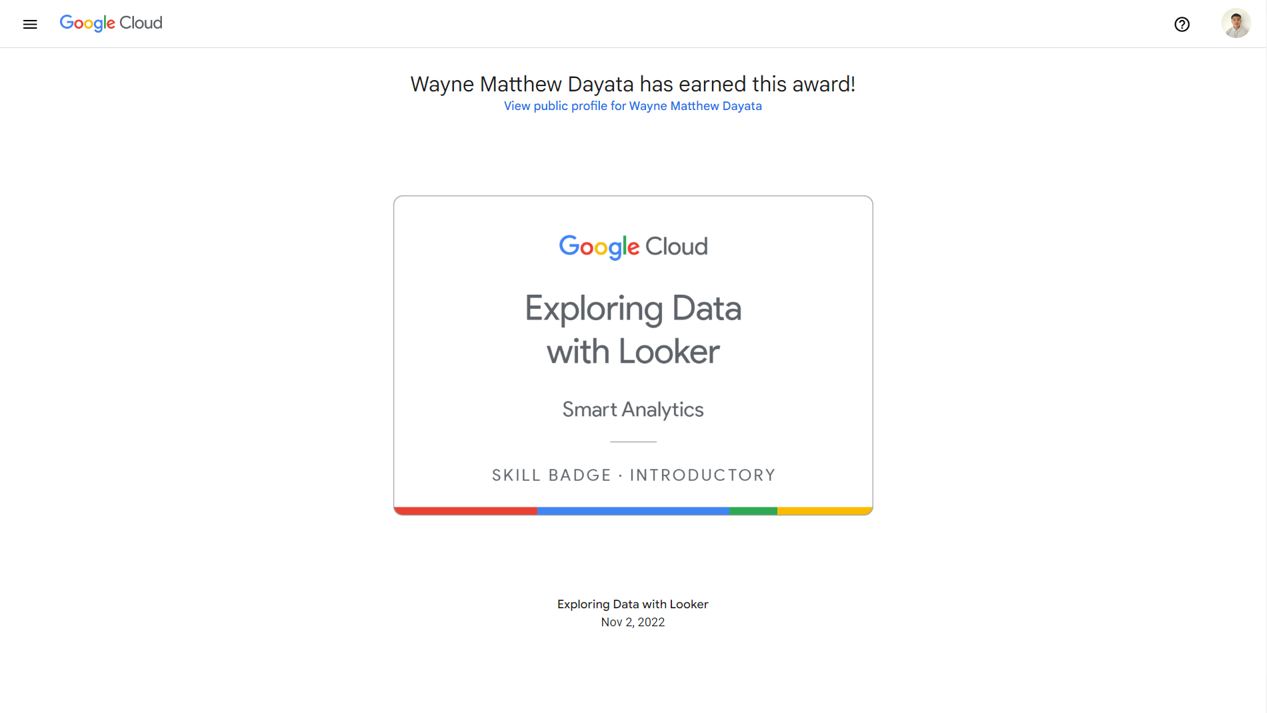 Google Cloud
Wayne Matthew Dayata has earned this award!
View public profile for Wayne Matthew Dayata
Google Cloud
Exploring Data
with Looker
Smart Analytics
SKILL BADGE · INTRODUCTORY
Exploring Data with Looker
Nov 2, 2022